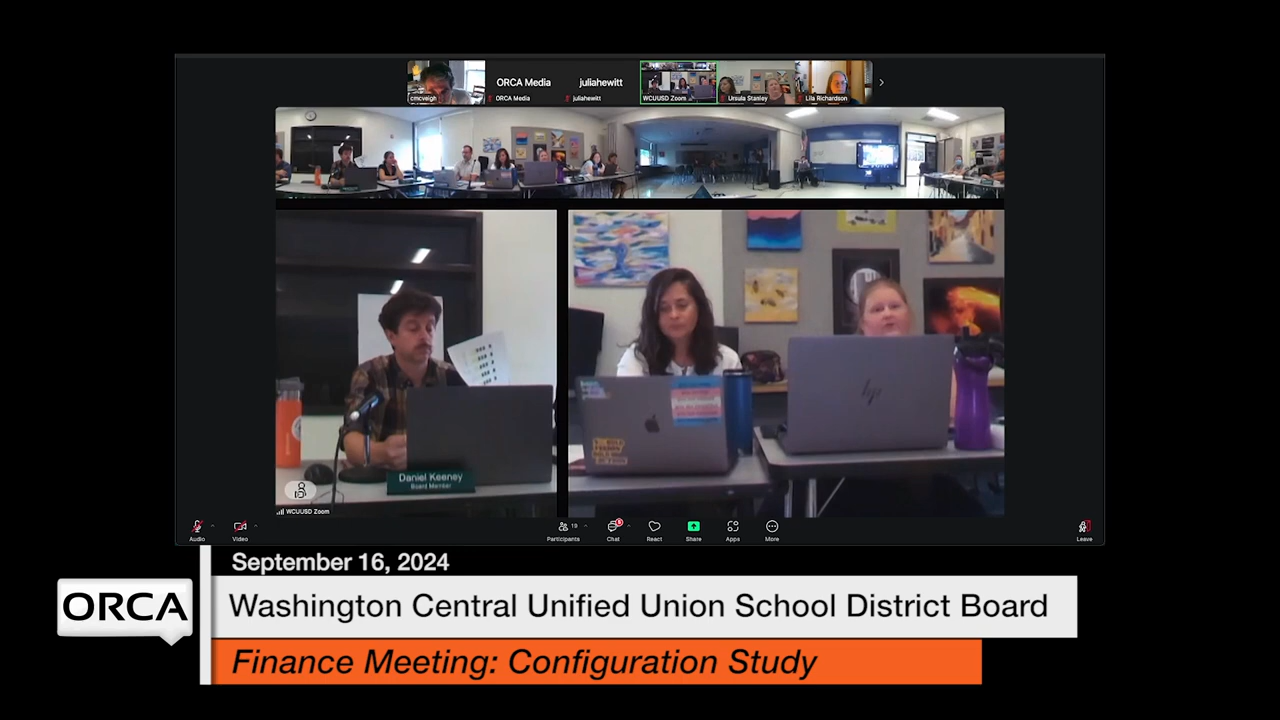 ORCA Media
juliahewitt
cmcveigh
ORCA Media
juliahewitt
WCUUSD Zoom
Ursula Stanley
Lila Richardson
hp
Daniel Keeney
Board Member
WCUUSD Zoom
Audio
Video
19
Participants
Chat
React
Share
Apps
More
Leave
September 16, 2024
ORCA
Washington Central Unified Union School District Board
Finance Meeting: Configuration Study